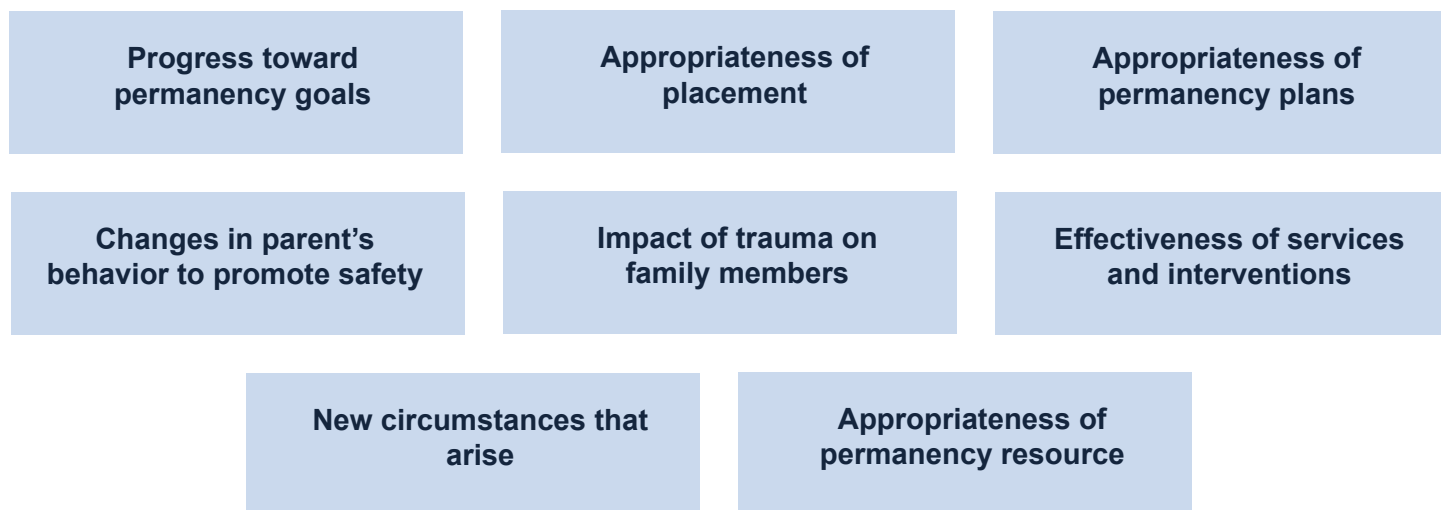 Progress toward
permanency goals
Appropriateness of
placement
Appropriateness of
permanency plans
Changes in parent's
behavior to promote safety
Impact of trauma on
family members
Effectiveness of services
and interventions
New circumstances that
arise
Appropriateness of
permanency resource